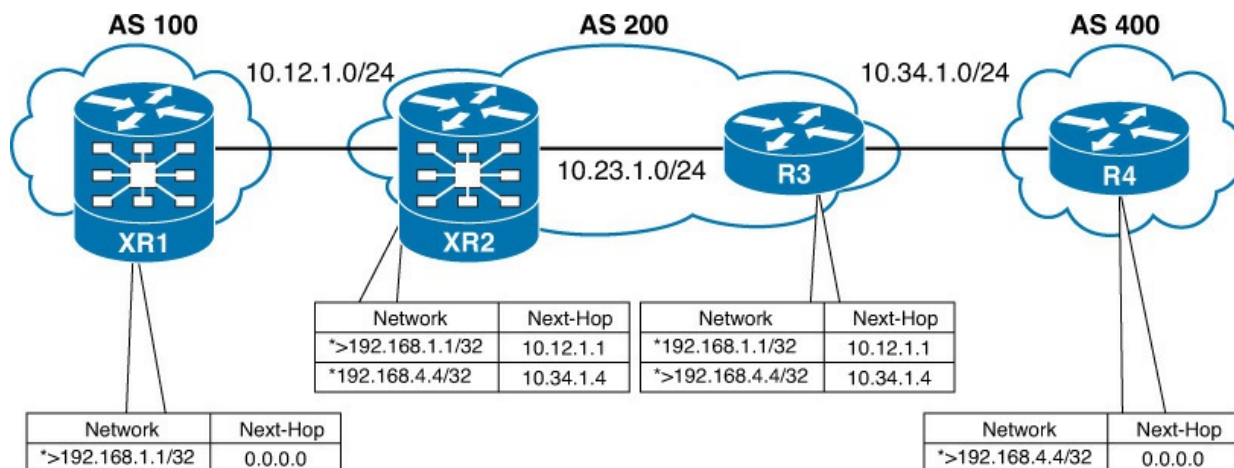 AS 100
AS 200
AS 400
10.12.1.0/24
10.34.1.0/24
10.23.1.0/24
XR1
XR2
R3
R4
Network Next-Hop
*>192.168.1.1/32 10.12.1.1
*192.168.4.4/32 10.34.1.4
Network Next-Hop
*192.168.1.1/32 10.12.1.1
*>192.168.4.4/32 10.34.1.4
Network Next-Hop
*>192.168.1.1/32 0.0.0.0
Network Next-Hop
*>192.168.4.4/32 0.0.0.0